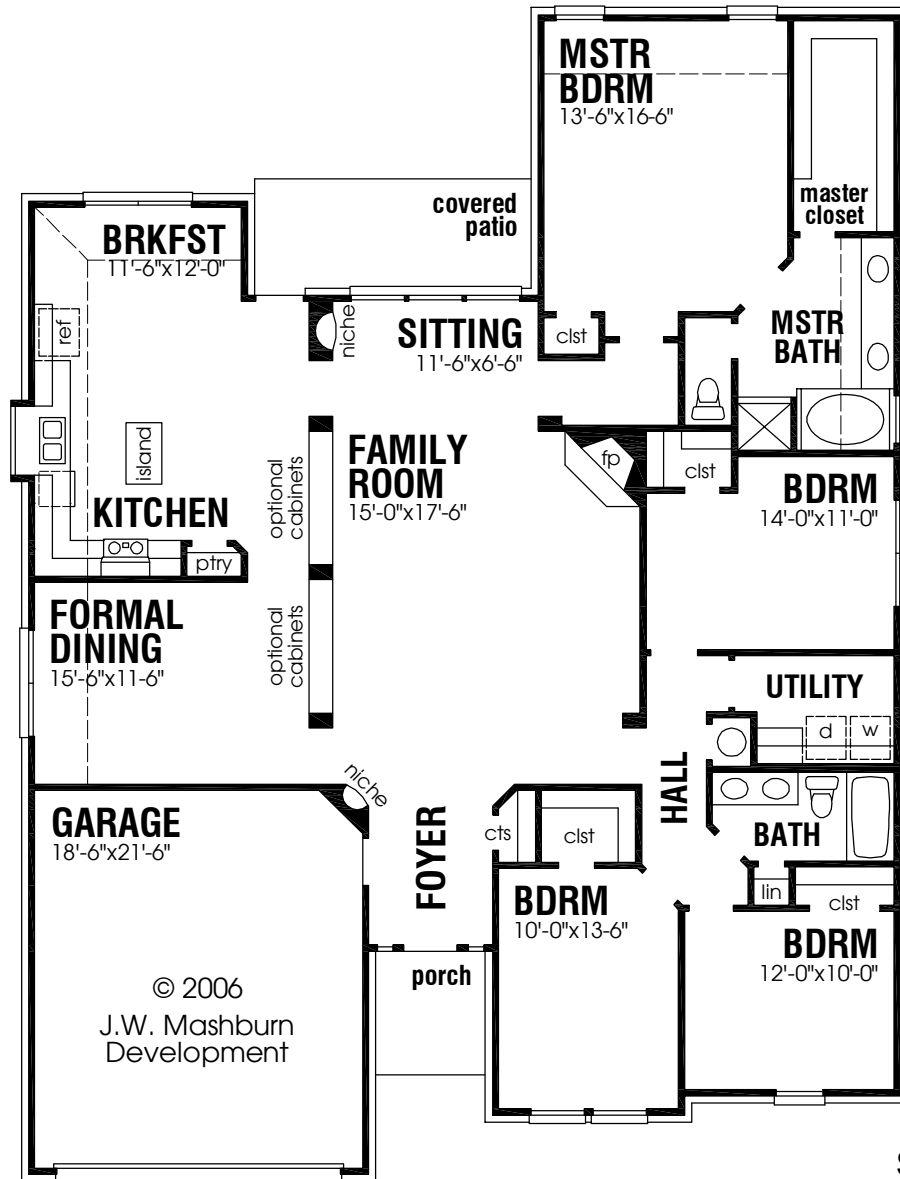 MSTR
BDRM
13'-6"x16-6"
master
closet
covered
patio
BRKFST
11'-6"x12'-0"
ref
niche
SITTING
11'-6"x6'-6"
clst
MSTR
BATH
island
KITCHEN
ptry
optional
cabinets
FAMILY
ROOM
15'-0"x17'-6"
fp
clst
BDRM
14'-0"x11'-0"
FORMAL
DINING
15'-6"x11-6"
optional
cabinets
UTILITY
d
w
niche
HALL
GARAGE
18'-6"x21'-6"
FOYER
cts
clst
BATH
lin
clst
BDRM
10'-0"x13'-6"
BDRM
12'-0"x10'-0"
porch
© 2006
J.W. Mashburn
Development
S